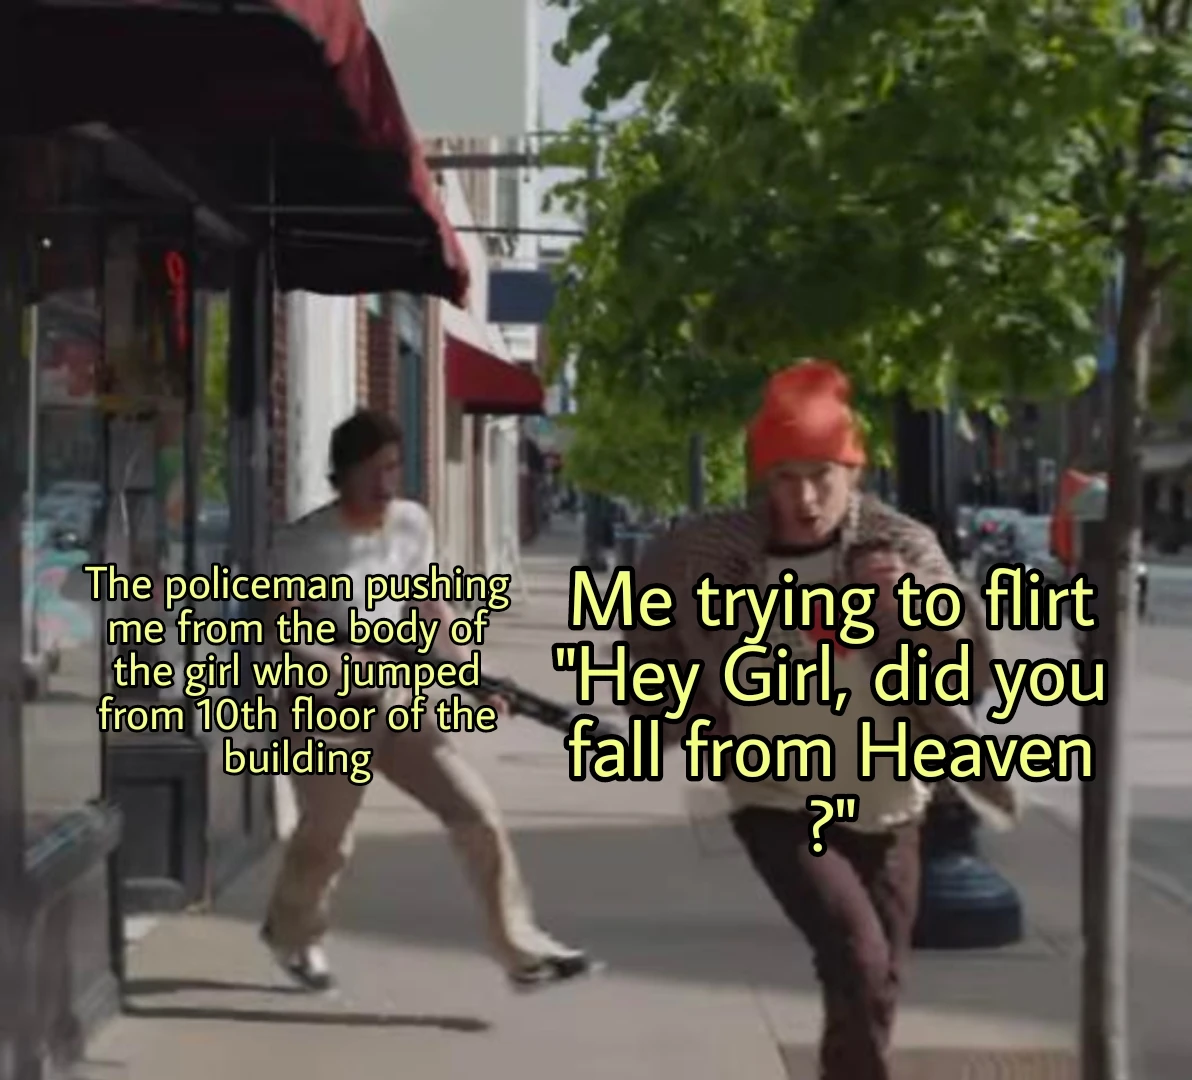 The policeman pushing
me from the body of
the girl who jumped
from 10th floor of the
building
Me trying to flirt
"Hey Girl, did you
fall from Heaven
?"